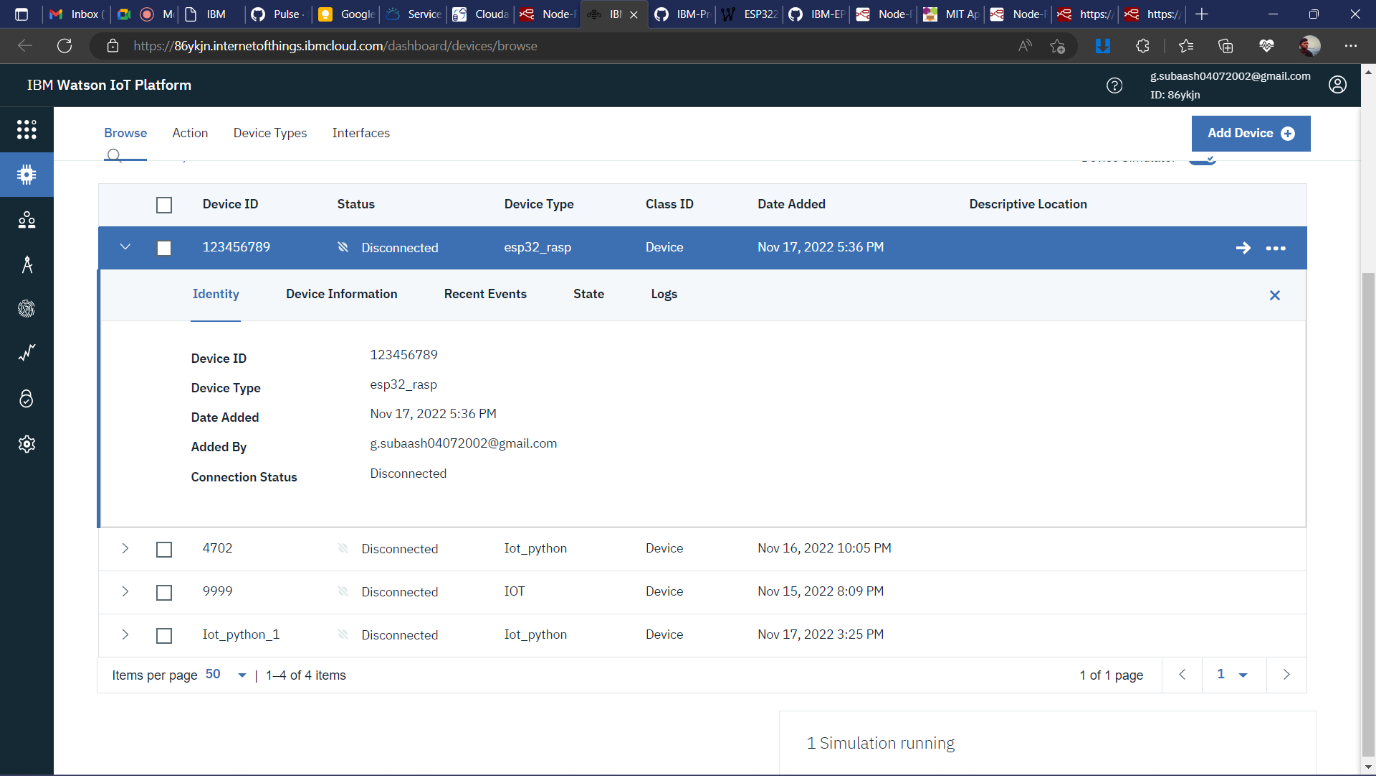 Inbox (
M
IBM
Pulse -
Google
Service
Clouda
Node-
IB
IBM-Pr
ESP322
IBM-EP
Node-
MIT Ap
Node-
https:/
https:/
https://86ykjn.internetofthings.ibmcloud.com/dashboard/devices/browse
IBM Watson IoT Platform
g.subaash04072002@gmail.com
ID: 86ykjn
Browse Action Device Types Interfaces
Add Device
Device ID Status Device Type Class ID Date Added Descriptive Location
123456789 Disconnected esp32_rasp Device Nov 17, 2022 5:36 PM
Identity Device Information Recent Events State Logs
Device ID 123456789
Device Type esp32_rasp
Date Added Nov 17, 2022 5:36 PM
Added By g.subaash04072002@gmail.com
Connection Status Disconnected
4702 Disconnected Iot_python Device Nov 16, 2022 10:05 PM
9999 Disconnected IOT Device Nov 15, 2022 8:09 PM
Iot_python_1 Disconnected Iot_python Device Nov 17, 2022 3:25 PM
Items per page 50 | 1–4 of 4 items
1 of 1 page 1
1 Simulation running